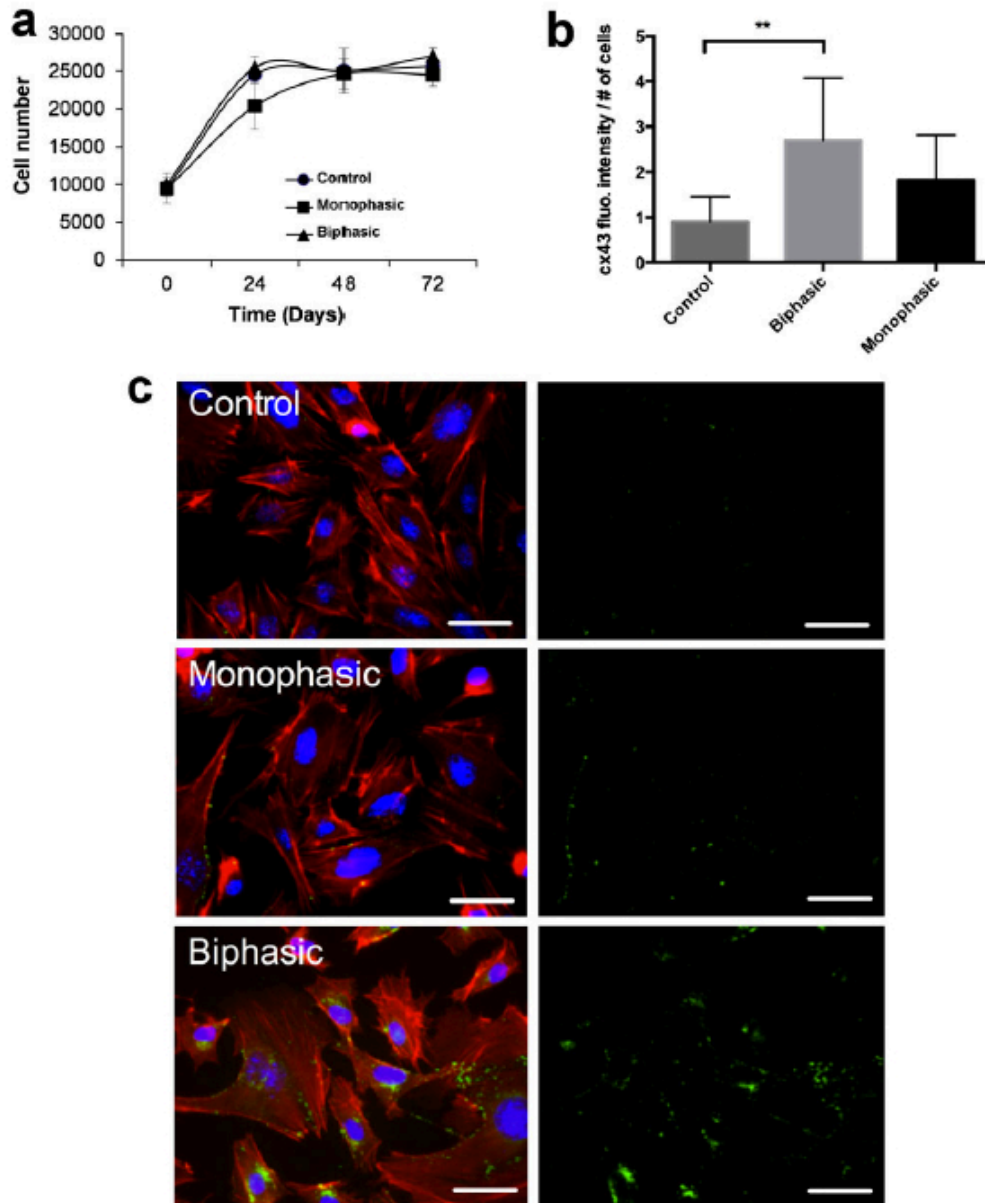 a
30000
25000
20000
15000
10000
5000
0
Cell number
Control
Monophasic
Biphasic
0 24 48 72
Time (Days)
b
**
5
4
3
2
1
0
cx43 fluo. intensity / # of cells
Control
Biphasic
Monophasic
c
Control
Monophasic
Biphasic